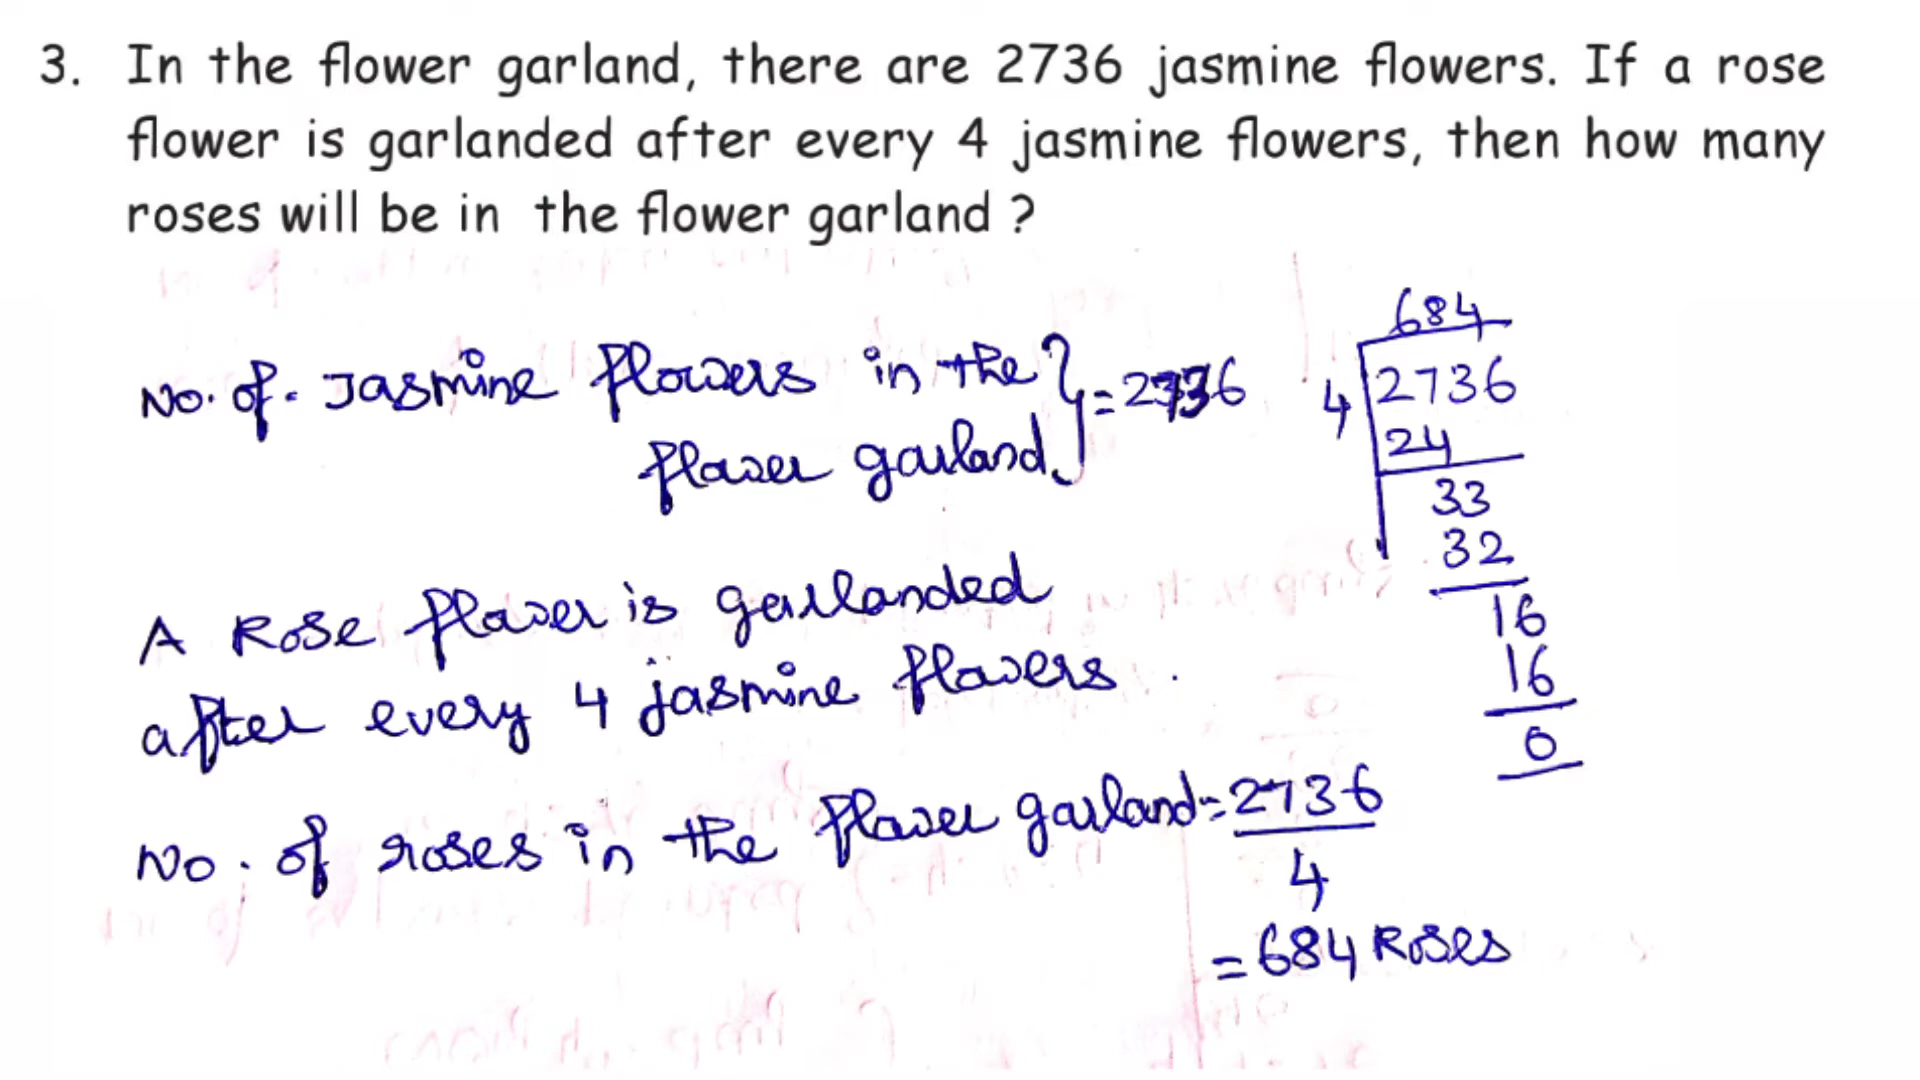 3. In the flower garland, there are 2736 jasmine flowers. If a rose
flower is garlanded after every 4 jasmine flowers, then how many
roses will be in the flower garland ?
No. of. Jasmine flowers in the } = 2736
flower garland.
A Rose flower is garlanded
after every 4 jasmine flowers.
No. of roses in the flower garland = 2736
4
= 684 Roses
684
4 2736
24
33
32
16
16
0